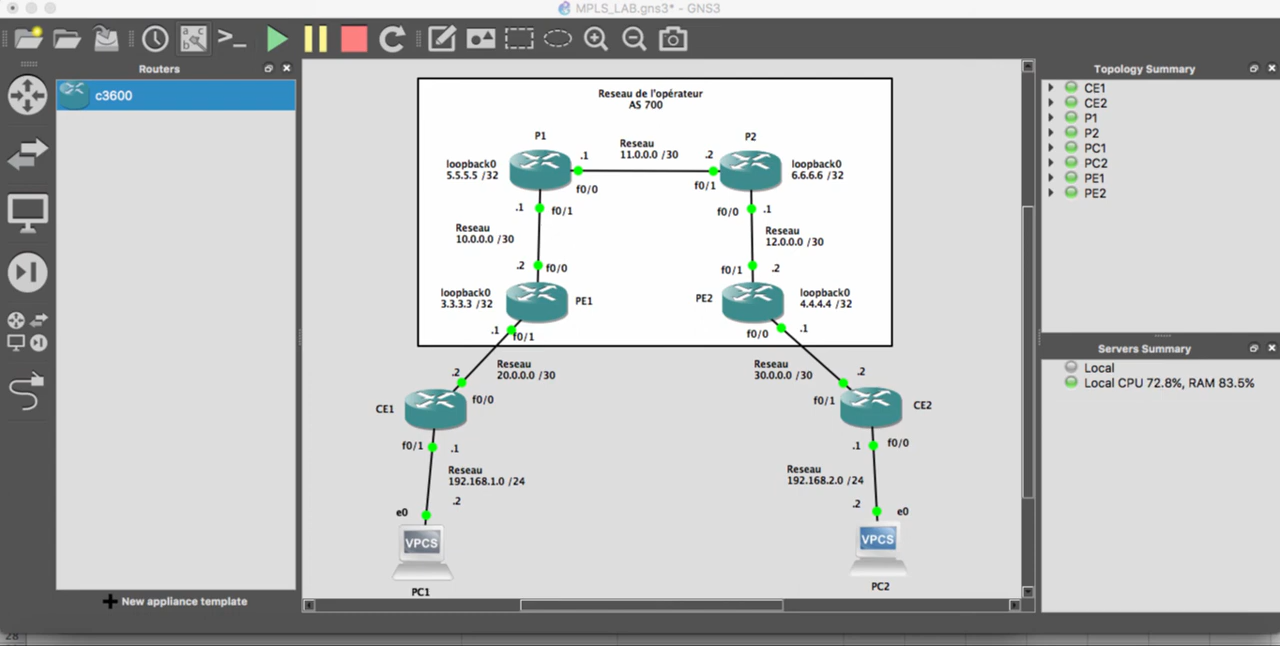 MPLS_LAB.gns3* - GNS3
Routers
c3600
New appliance template
Reseau de l'opérateur
AS 700
P1
P2
Reseau
11.0.0.0 /30
.1
.2
loopback0
5.5.5.5 /32
loopback0
6.6.6.6 /32
f0/0
f0/1
.1
f0/1
f0/0
.1
Reseau
10.0.0.0 /30
Reseau
12.0.0.0 /30
.2
f0/0
f0/1
.2
loopback0
3.3.3.3 /32
PE1
PE2
loopback0
4.4.4.4 /32
.1
f0/1
f0/0
.1
Reseau
20.0.0.0 /30
Reseau
30.0.0.0 /30
.2
.2
f0/0
f0/1
CE1
CE2
f0/1
.1
.1
f0/0
Reseau
192.168.1.0 /24
Reseau
192.168.2.0 /24
.2
.2
e0
e0
VPCS
VPCS
PC1
PC2
Topology Summary
CE1
CE2
P1
P2
PC1
PC2
PE1
PE2
Servers Summary
Local
Local CPU 72.8%, RAM 83.5%
28